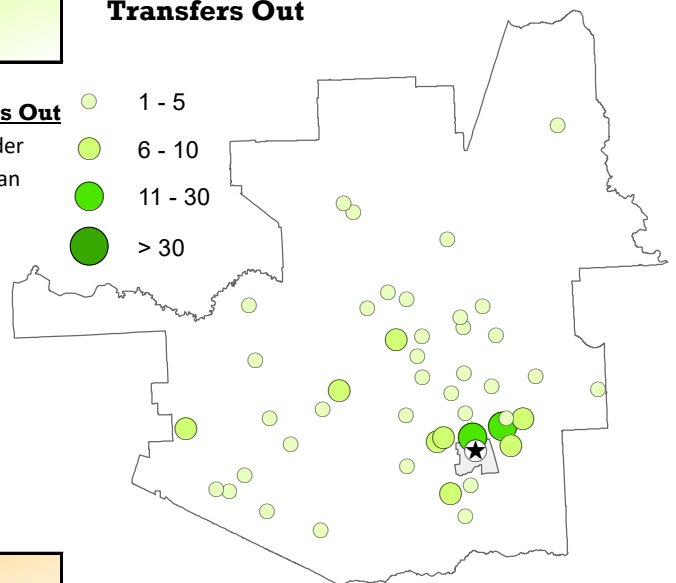 Transfers Out
s Out
der
an
1 - 5
6 - 10
11 - 30
> 30